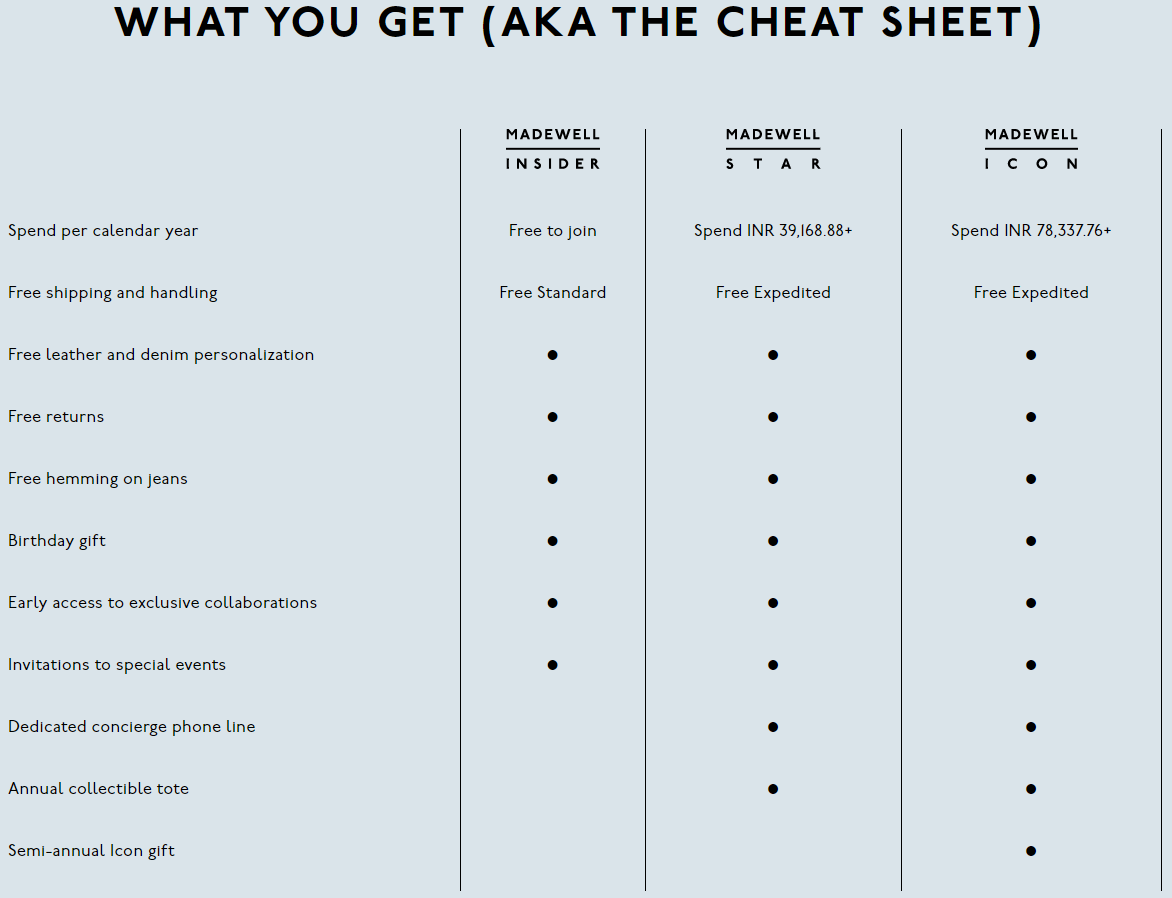 WHAT YOU GET (AKA THE CHEAT SHEET)
MADEWELL MADEWELL MADEWELL
INSIDER STAR ICON
Spend per calendar year Free to join Spend INR 39,168.88+ Spend INR 78,337.76+
Free shipping and handling Free Standard Free Expedited Free Expedited
Free leather and denim personalization ● ● ●
Free returns ● ● ●
Free hemming on jeans ● ● ●
Birthday gift ● ● ●
Early access to exclusive collaborations ● ● ●
Invitations to special events ● ● ●
Dedicated concierge phone line ● ●
Annual collectible tote ● ●
Semi-annual Icon gift ●